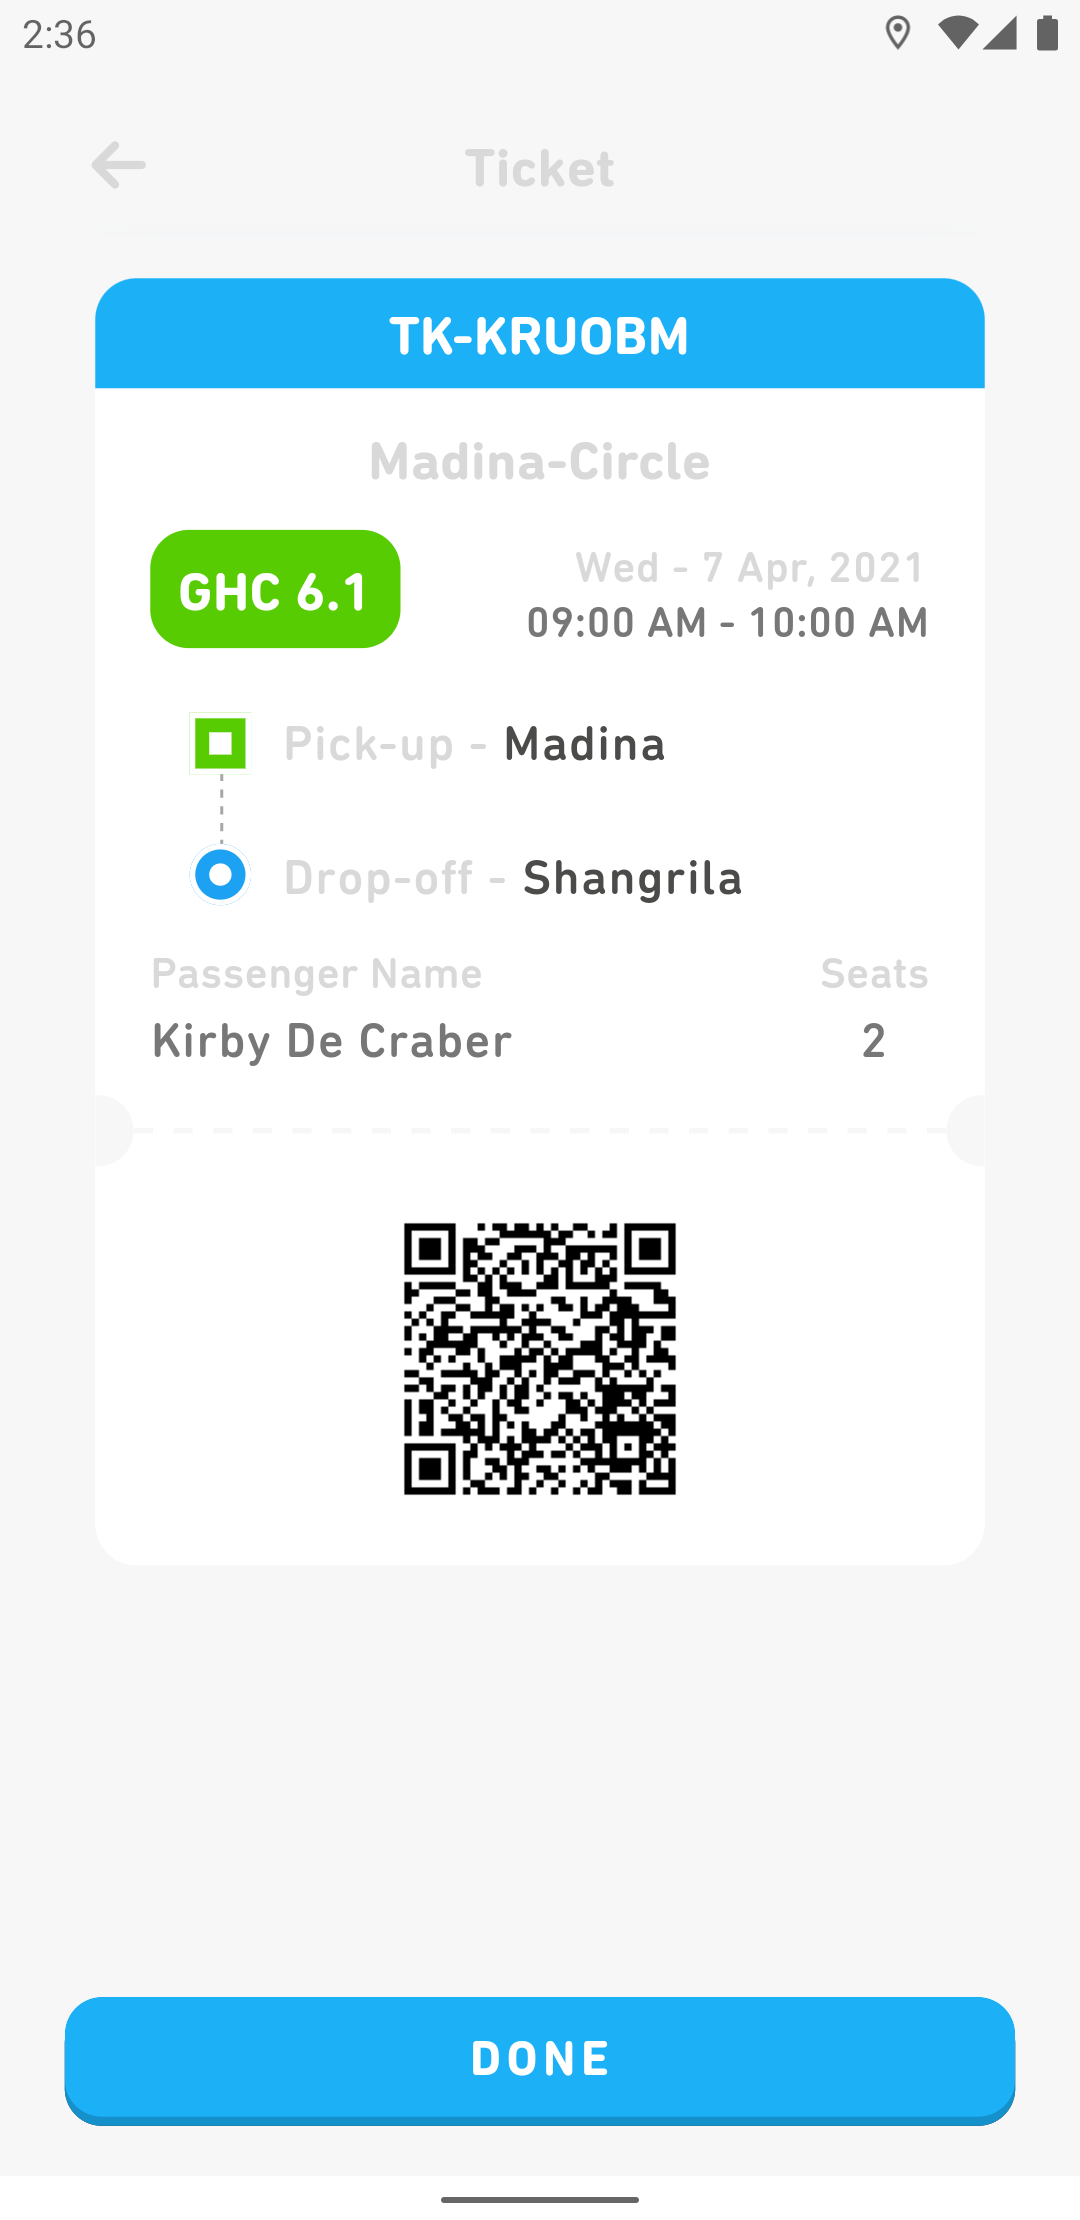 2:36
Ticket
TK-KRUOBM
Madina-Circle
GHC 6.1
Wed - 7 Apr, 2021
09:00 AM - 10:00 AM
Pick-up - Madina
Drop-off - Shangrila
Passenger Name Seats
Kirby De Craber 2
DONE